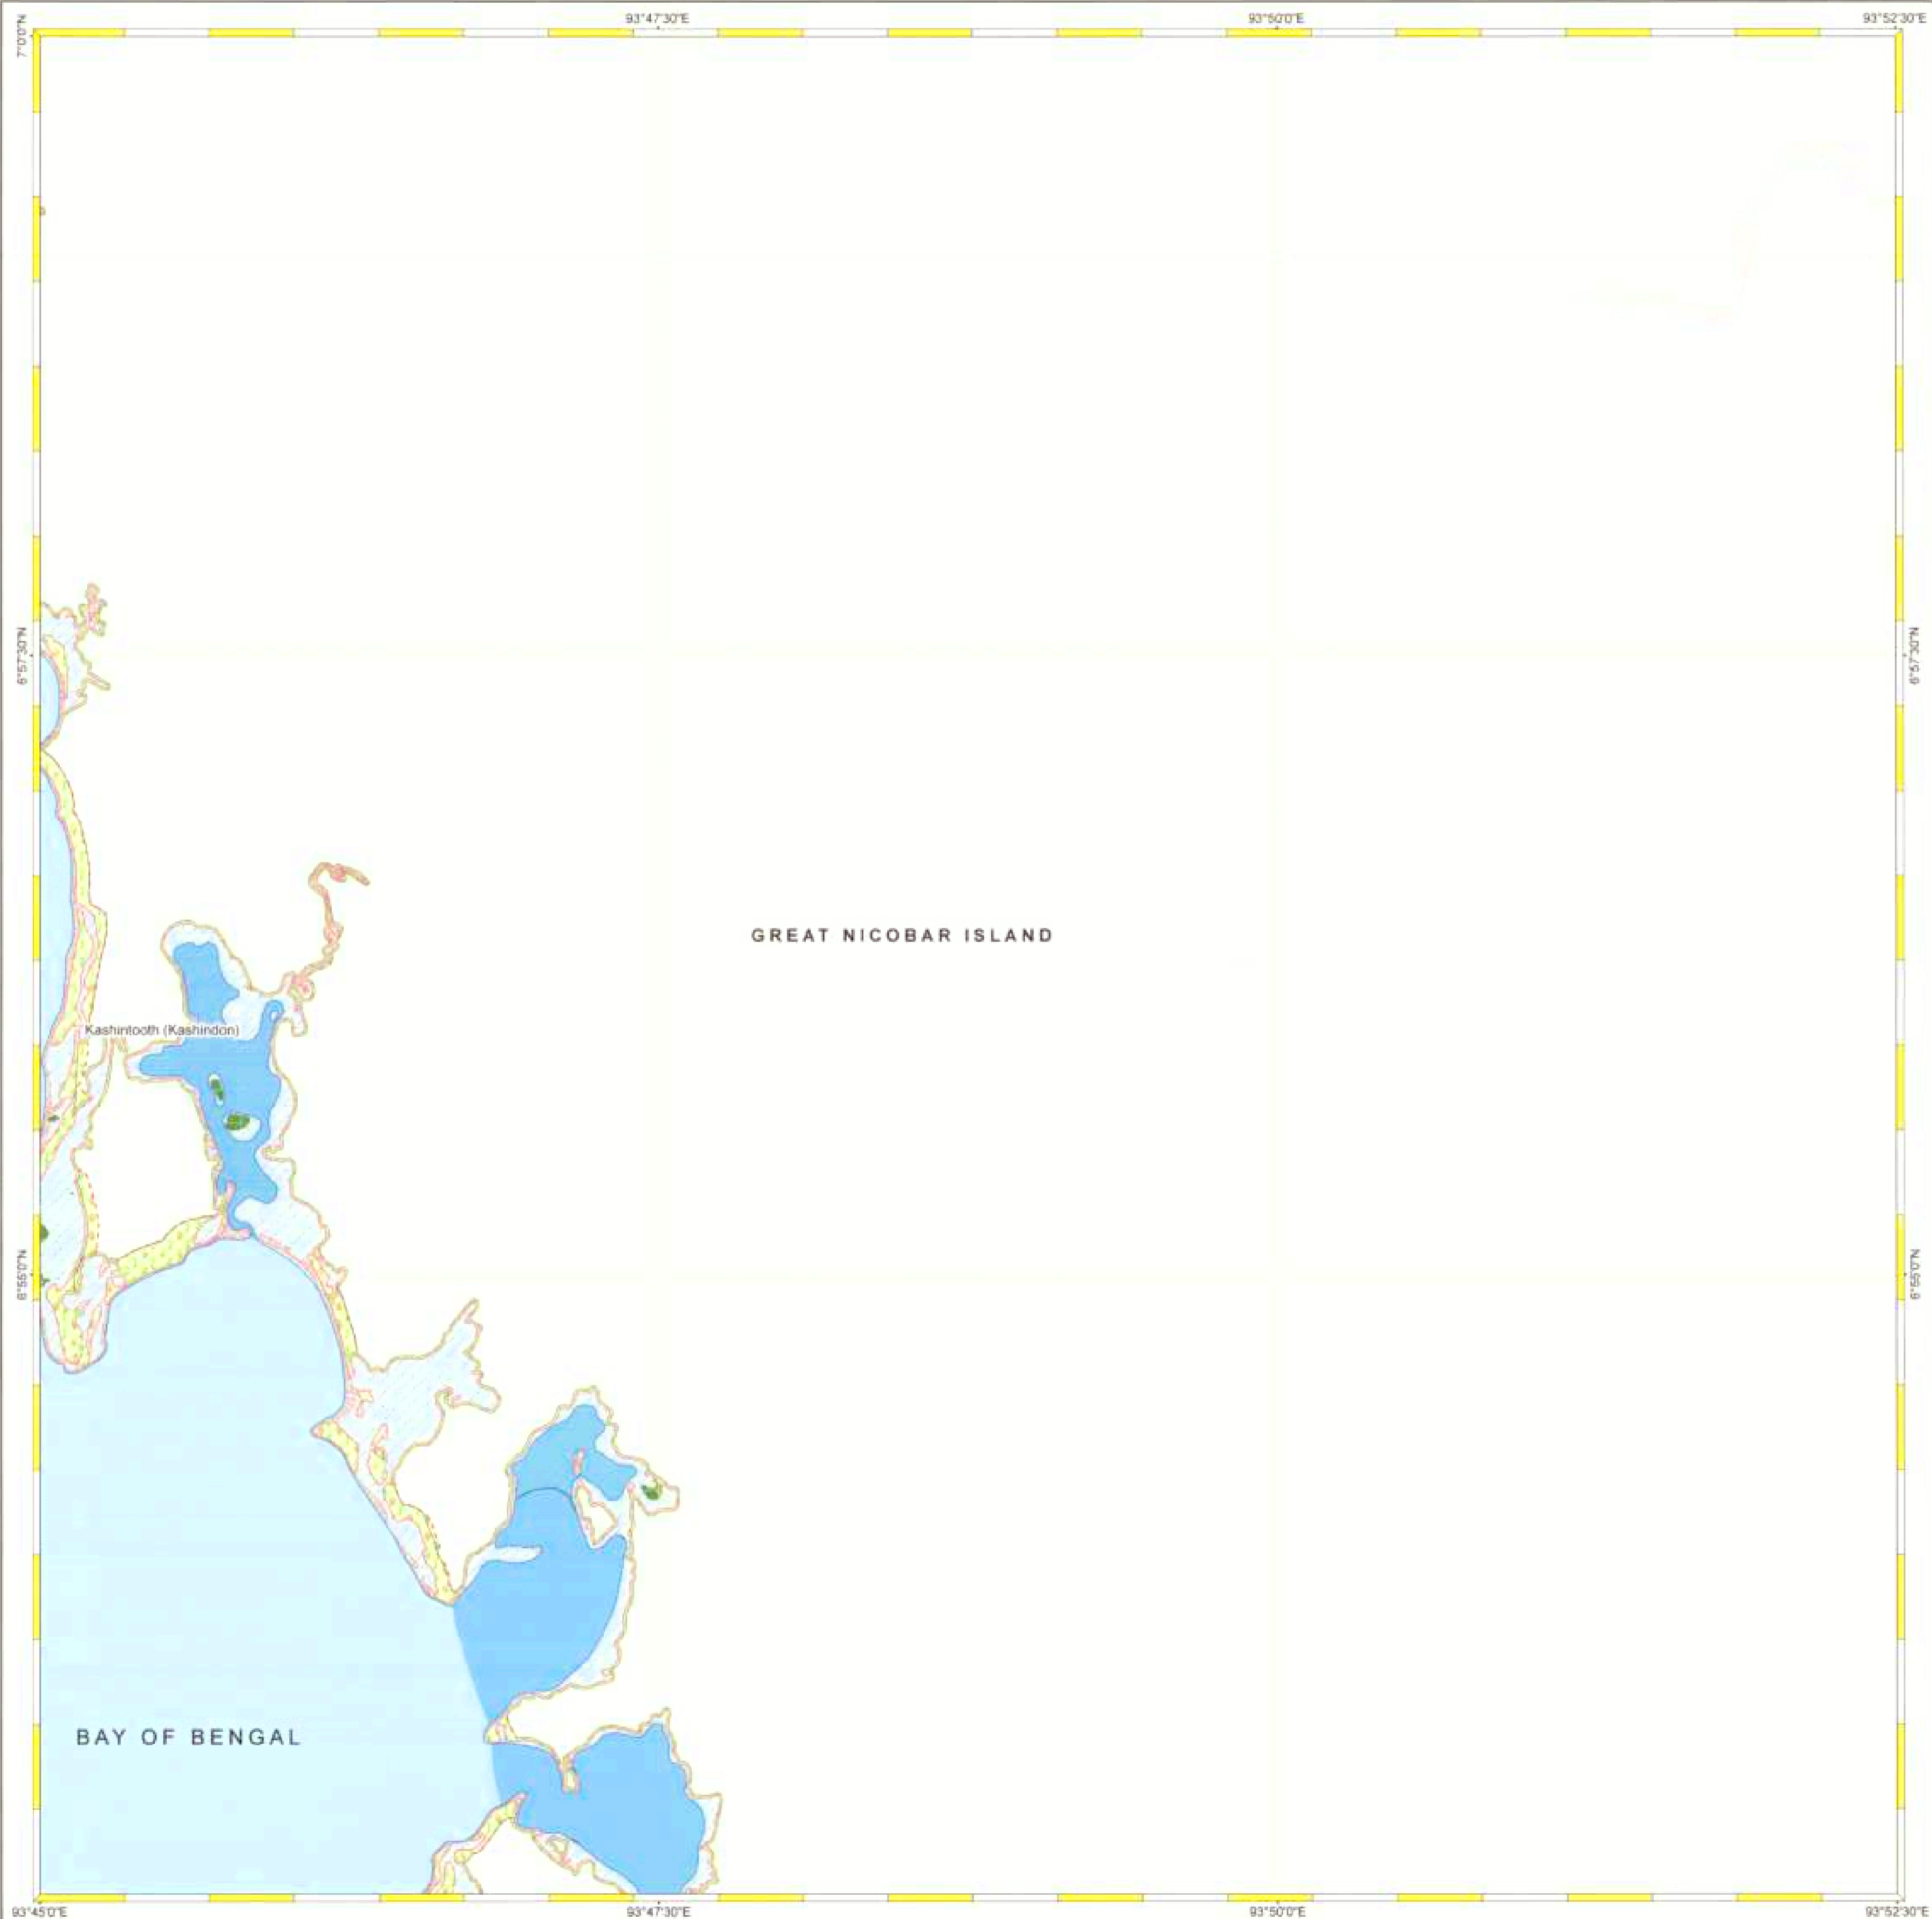 93°47'30"E
93°50'0"E
93°52'30"E
7°0'0"N
6°57'30"N
6°57'30"N
GREAT NICOBAR ISLAND
Kashintooth (Kashindon)
6°55'0"N
6°55'0"N
BAY OF BENGAL
93°45'0"E
93°47'30"E
93°50'0"E
93°52'30"E